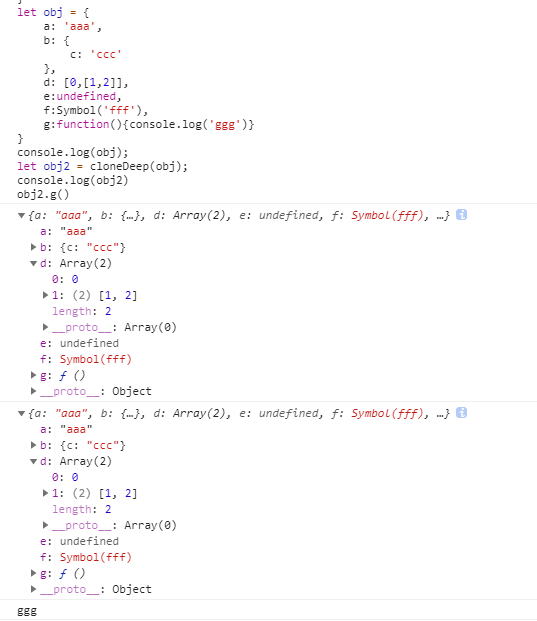 }
let obj = {
    a: 'aaa',
    b: {
        c: 'ccc'
    },
    d: [0,[1,2]],
    e:undefined,
    f:Symbol('fff'),
    g:function(){console.log('ggg')}
}
console.log(obj);
let obj2 = cloneDeep(obj);
console.log(obj2)
obj2.g()
▼{a: "aaa", b: {…}, d: Array(2), e: undefined, f: Symbol(fff), …} i
a: "aaa"
▶b: {c: "ccc"}
▼d: Array(2)
0: 0
▶1: (2) [1, 2]
length: 2
▶__proto__: Array(0)
e: undefined
f: Symbol(fff)
▶g: ƒ ()
▶__proto__: Object
▼{a: "aaa", b: {…}, d: Array(2), e: undefined, f: Symbol(fff), …} i
a: "aaa"
▶b: {c: "ccc"}
▼d: Array(2)
0: 0
▶1: (2) [1, 2]
length: 2
▶__proto__: Array(0)
e: undefined
f: Symbol(fff)
▶g: ƒ ()
▶__proto__: Object
ggg